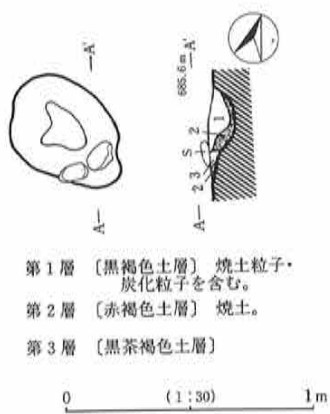 A'
A
685.6m
A'
2
1
S
3
2
A
第1層 〔黒褐色土層〕 焼土粒子・
炭化粒子を含む。
第2層 〔赤褐色土層〕 焼土。
第3層 〔黒茶褐色土層〕
0 (1:30) 1m